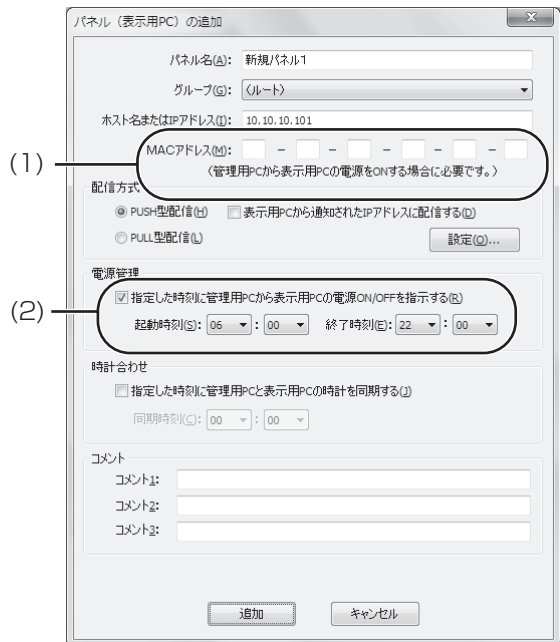 パネル（表示用PC）の追加
パネル名(A): 新規パネル1
グループ(G): (ルート)
ホスト名またはIPアドレス(I): 10.10.10.101
(1)
MACアドレス(M): - - - - -
(管理用PCから表示用PCの電源をONする場合に必要です。)
配信方式
PUSH型配信(H) 表示用PCから通知されたIPアドレスに配信する(D)
PULL型配信(L) 設定(O)...
電源管理
(2)
指定した時刻に管理用PCから表示用PCの電源ON/OFFを指示する(R)
起動時刻(S): 06 : 00 終了時刻(E): 22 : 00
時計合わせ
指定した時刻に管理用PCと表示用PCの時計を同期する(J)
同期時刻(C): 00 : 00
コメント
コメント1:
コメント2:
コメント3:
追加 キャンセル